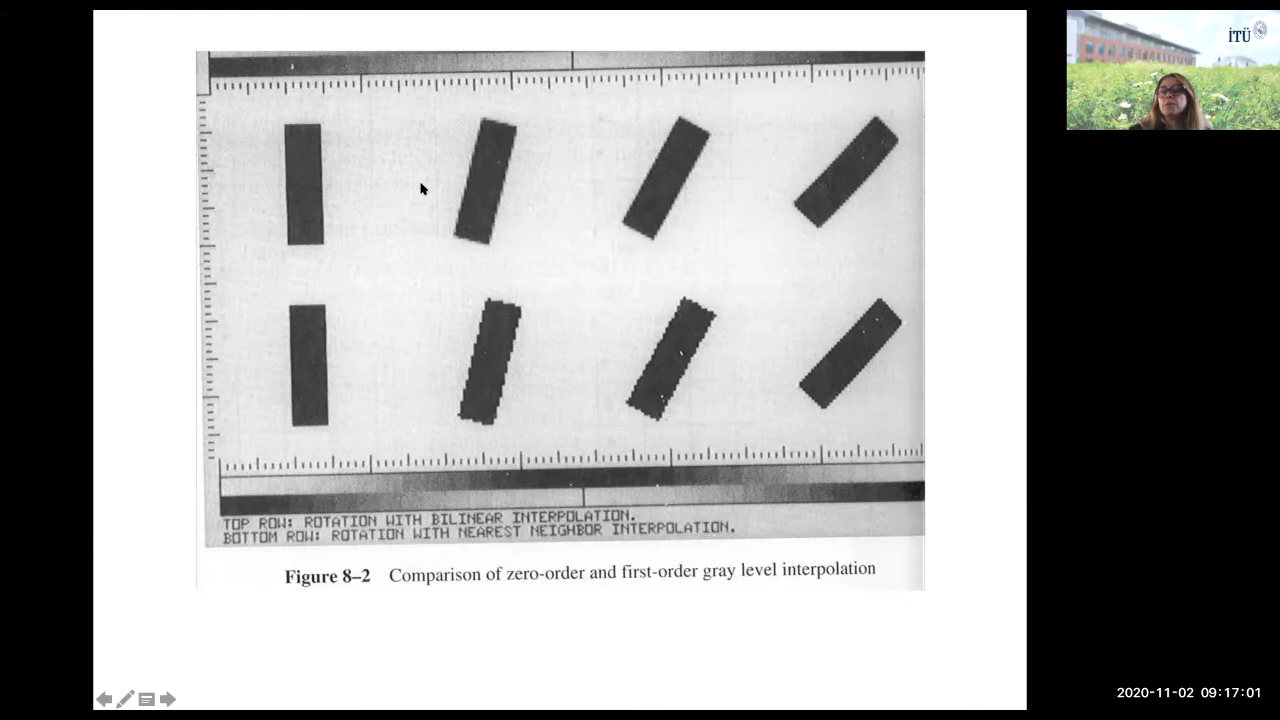 İTÜ
TOP ROW: ROTATION WITH BILINEAR INTERPOLATION.
BOTTOM ROW: ROTATION WITH NEAREST NEIGHBOR INTERPOLATION.
Figure 8–2 Comparison of zero-order and first-order gray level interpolation
2020-11-02 09:17:01